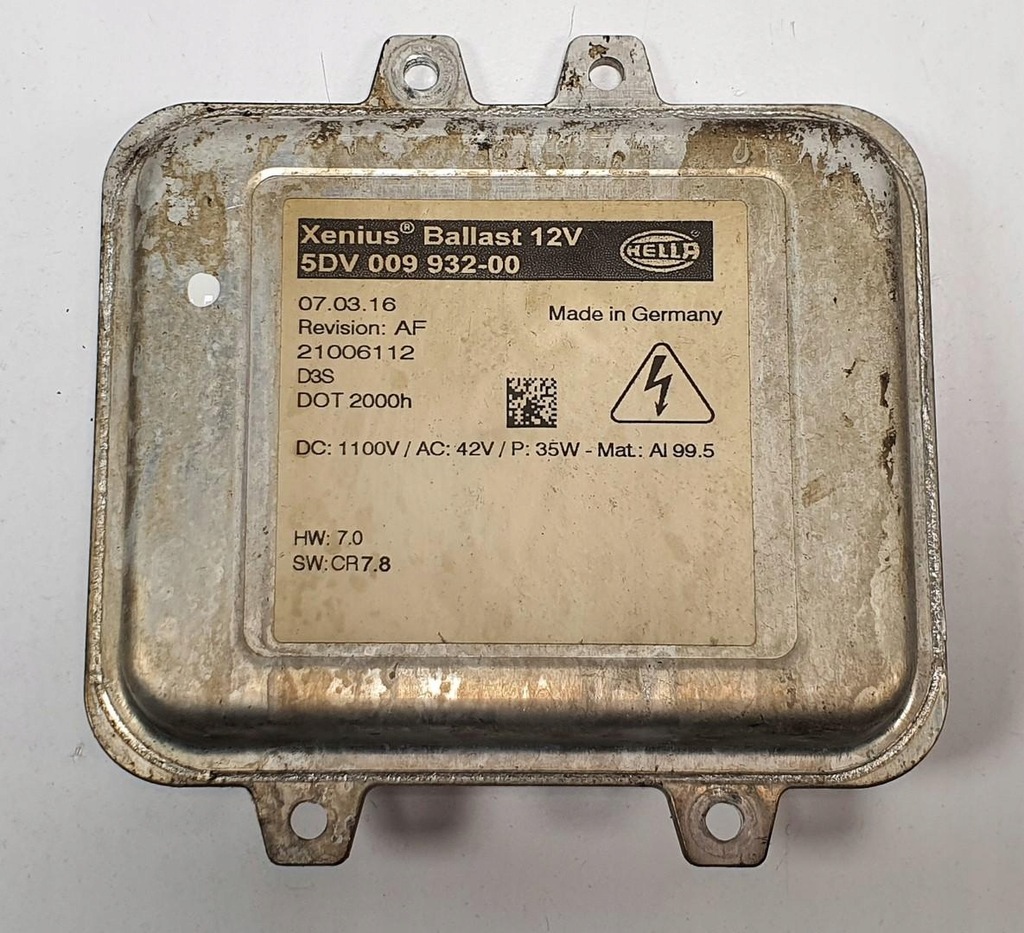 Xenius® Ballast 12V
5DV 009 932-00
HELLA
07.03.16
Made in Germany
Revision: AF
21006112
D3S
DOT 2000h
DC: 1100V / AC: 42V / P: 35W - Mat.: Al 99.5
HW: 7.0
SW:CR7.8